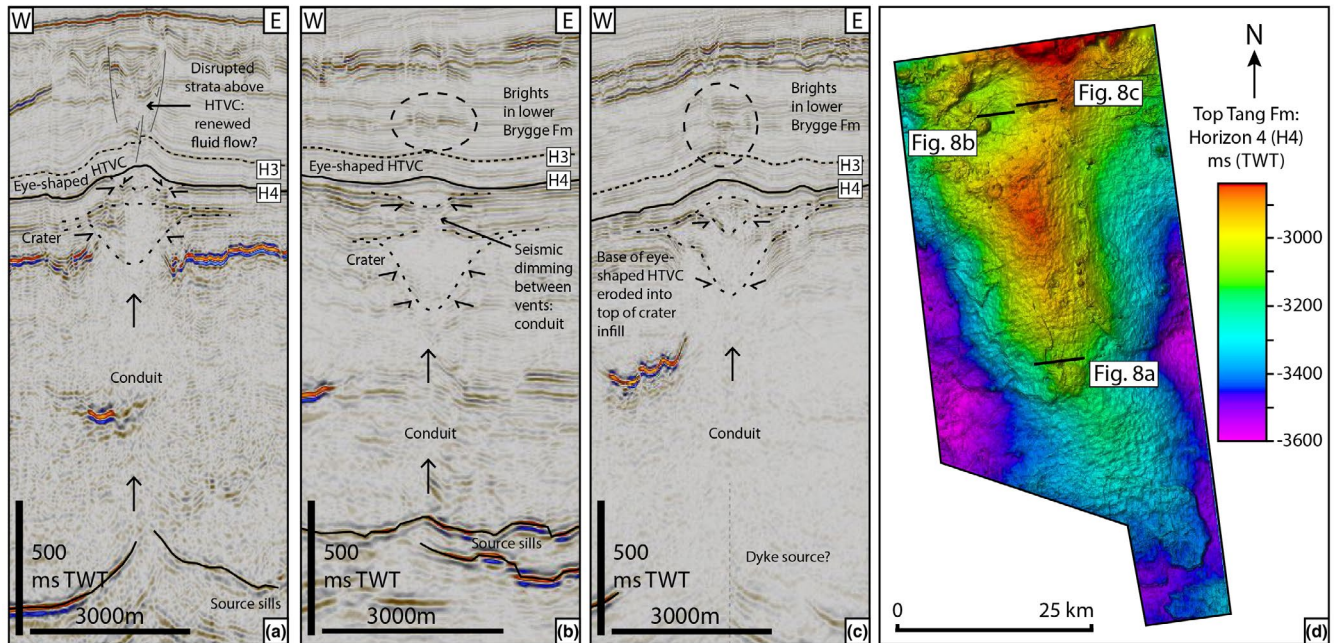 W
E
Disrupted
strata above
HTVC:
renewed
fluid flow?
Eye-shaped HTVC
H3
H4
Crater
Conduit
500
ms TWT
3000m
Source sills
(a)
W
E
Brights
in lower
Brygge Fm
Eye-shaped HTVC
H3
H4
Crater
Seismic
dimming
between
vents:
conduit
Conduit
Source sills
500
ms TWT
3000m
(b)
W
E
Brights
in lower
Brygge Fm
H3
H4
Base of eye-
shaped HTVC
eroded into
top of crater
infill
Conduit
Dyke source?
500
ms TWT
3000m
(c)
N
Fig. 8c
Fig. 8b
Fig. 8a
Top Tang Fm:
Horizon 4 (H4)
ms (TWT)
-3000
-3200
-3400
-3600
0
25 km
(d)